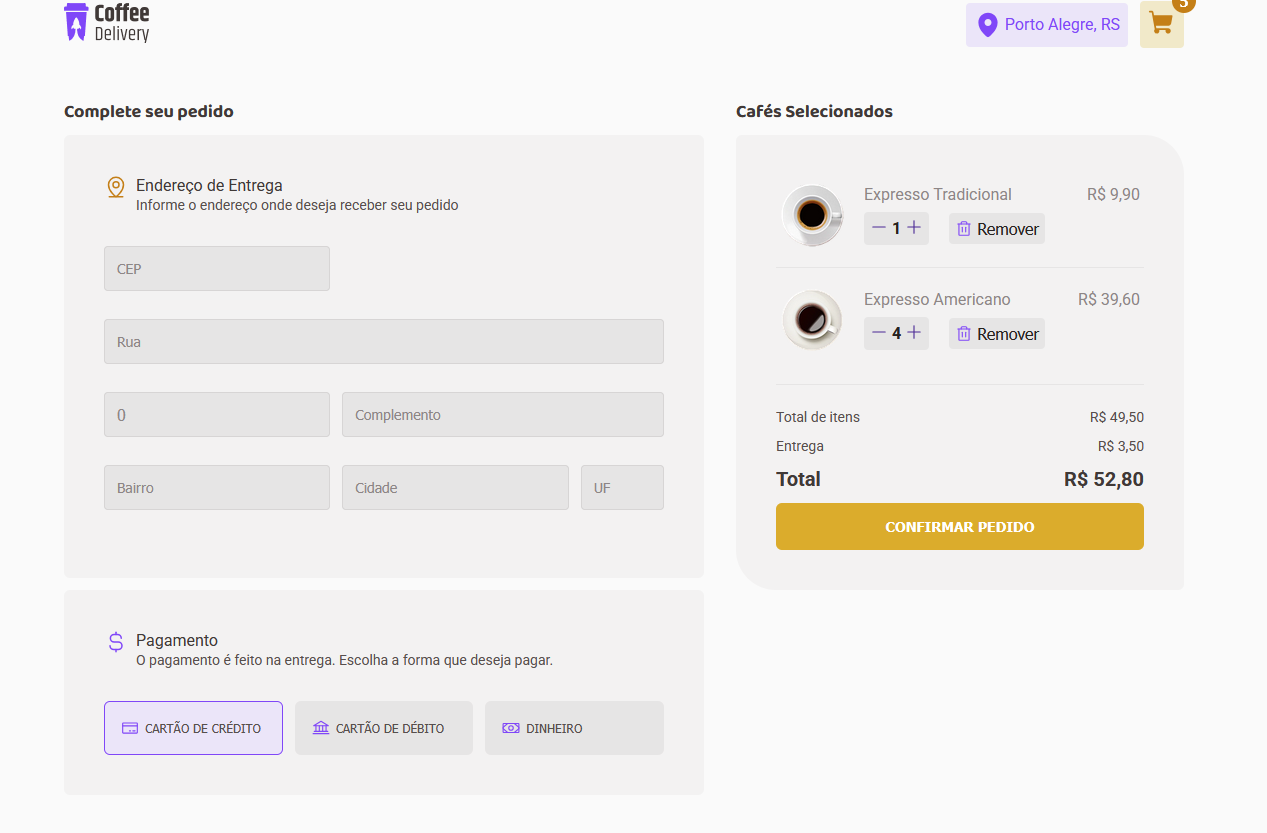 Coffee
Delivery
Porto Alegre, RS
5
Complete seu pedido
Endereço de Entrega
Informe o endereço onde deseja receber seu pedido
CEP
Rua
0
Complemento
Bairro
Cidade
UF
Pagamento
O pagamento é feito na entrega. Escolha a forma que deseja pagar.
CARTÃO DE CRÉDITO
CARTÃO DE DÉBITO
DINHEIRO
Cafés Selecionados
Expresso Tradicional
R$ 9,90
1
Remover
Expresso Americano
R$ 39,60
4
Remover
Total de itens
R$ 49,50
Entrega
R$ 3,50
Total
R$ 52,80
CONFIRMAR PEDIDO